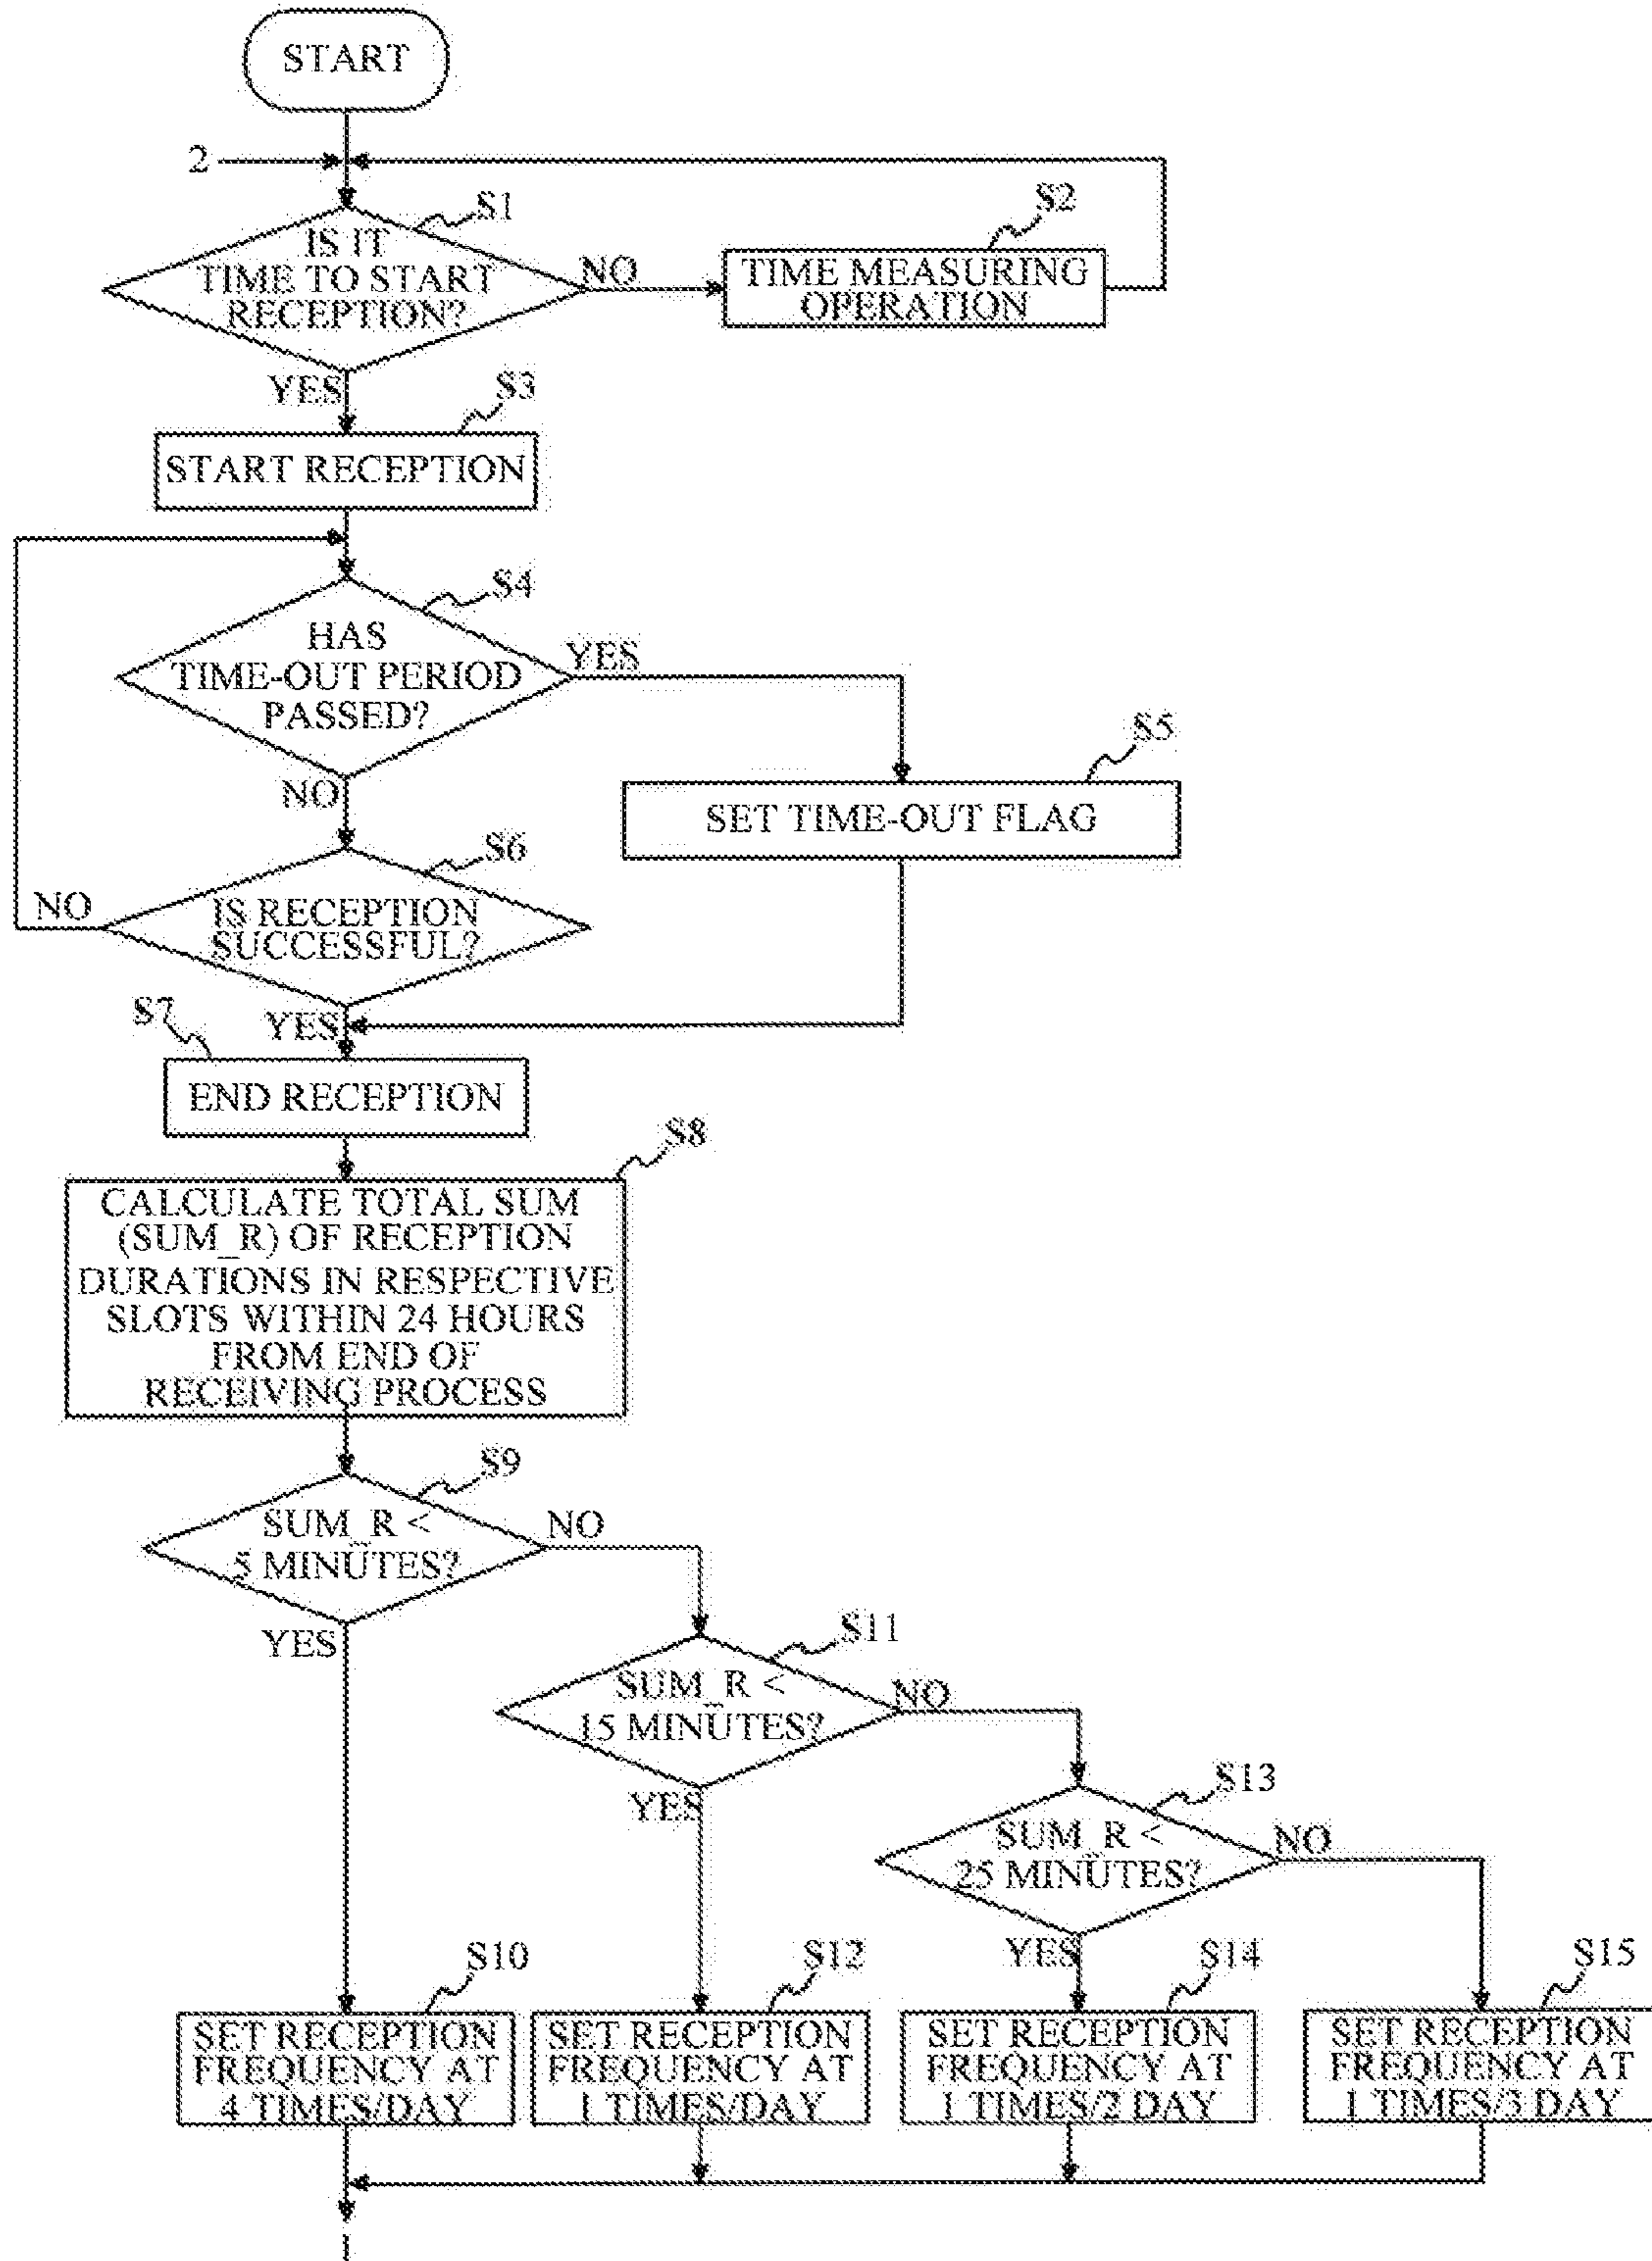 START
2
S1
IS IT
TIME TO START
RECEPTION?
NO
S2
TIME MEASURING
OPERATION
YES
S3
START RECEPTION
S4
HAS
TIME-OUT PERIOD
PASSED?
YES
NO
S5
SET TIME-OUT FLAG
S6
IS RECEPTION
SUCCESSFUL?
NO
YES
S7
END RECEPTION
S8
CALCULATE TOTAL SUM
(SUM_R) OF RECEPTION
DURATIONS IN RESPECTIVE
SLOTS WITHIN 24 HOURS
FROM END OF
RECEIVING PROCESS
S9
SUM_R <
5 MINUTES?
NO
YES
S11
SUM_R <
15 MINUTES?
NO
YES
S13
SUM_R <
25 MINUTES?
NO
YES
S10
SET RECEPTION
FREQUENCY AT
4 TIMES/DAY
S12
SET RECEPTION
FREQUENCY AT
1 TIMES/DAY
S14
SET RECEPTION
FREQUENCY AT
1 TIMES/2 DAY
S15
SET RECEPTION
FREQUENCY AT
1 TIMES/3 DAY
1